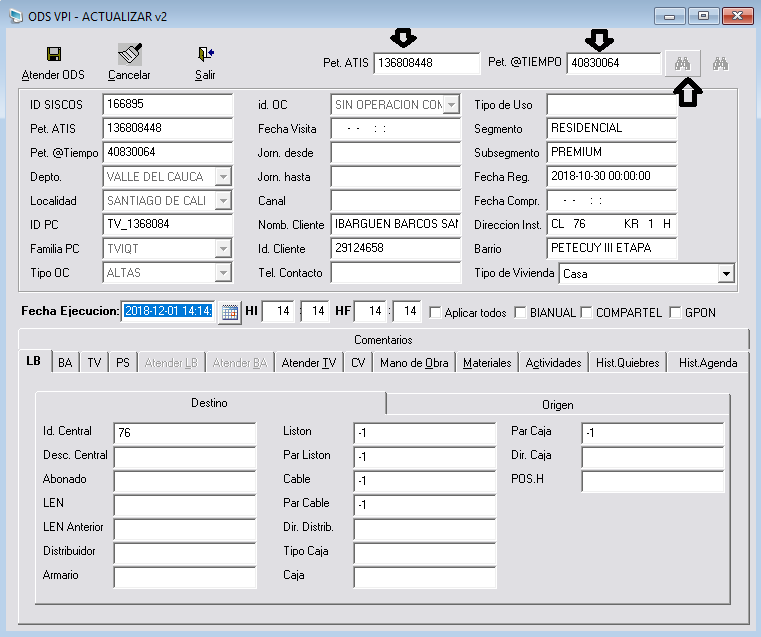 ODS VPI - ACTUALIZAR v2
Atender ODS Cancelar Salir Pet. ATIS 136808448 Pet. @TIEMPO 40830064
ID SISCOS 166895 id. OC SIN OPERACION COM Tipo de Uso
Pet. ATIS 136808448 Fecha Visita - - : : Segmento RESIDENCIAL
Pet. @Tiempo 40830064 Jorn. desde Subsegmento PREMIUM
Depto. VALLE DEL CAUCA Jorn. hasta Fecha Reg. 2018-10-30 00:00:00
Localidad SANTIAGO DE CALI Canal Fecha Compr. - - : :
ID PC TV_1368084 Nomb. Cliente IBARGUEN BARCOS SAN Direccion Inst. CL 76 KR 1 H
Familia PC TVIQT Id. Cliente 29124658 Barrio PETECUY III ETAPA
Tipo OC ALTAS Tel. Contacto Tipo de Vivienda Casa
Fecha Ejecucion: 2018-12-01 14:14: HI 14 : 14 HF 14 : 14 Aplicar todos BIANUAL COMPARTEL GPON
Comentarios
LB BA TV PS Atender LB Atender BA Atender TV CV Mano de Obra Materiales Actividades Hist.Quiebres Hist.Agenda
Destino Origen
Id. Central 76 Liston -1 Par Caja -1
Desc. Central Par Liston -1 Dir. Caja
Abonado Cable -1 POS.H
LEN Par Cable -1
LEN Anterior Dir. Distrib.
Distribuidor Tipo Caja
Armario Caja